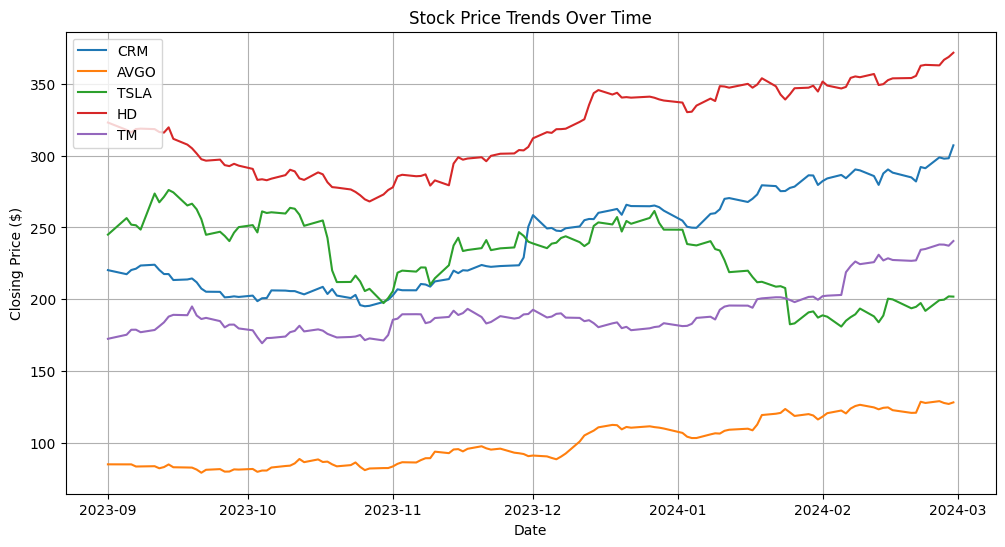 Stock Price Trends Over Time
CRM
AVGO
TSLA
HD
TM
Closing Price ($)
350
300
250
200
150
100
2023-09
2023-10
2023-11
2023-12
2024-01
2024-02
2024-03
Date